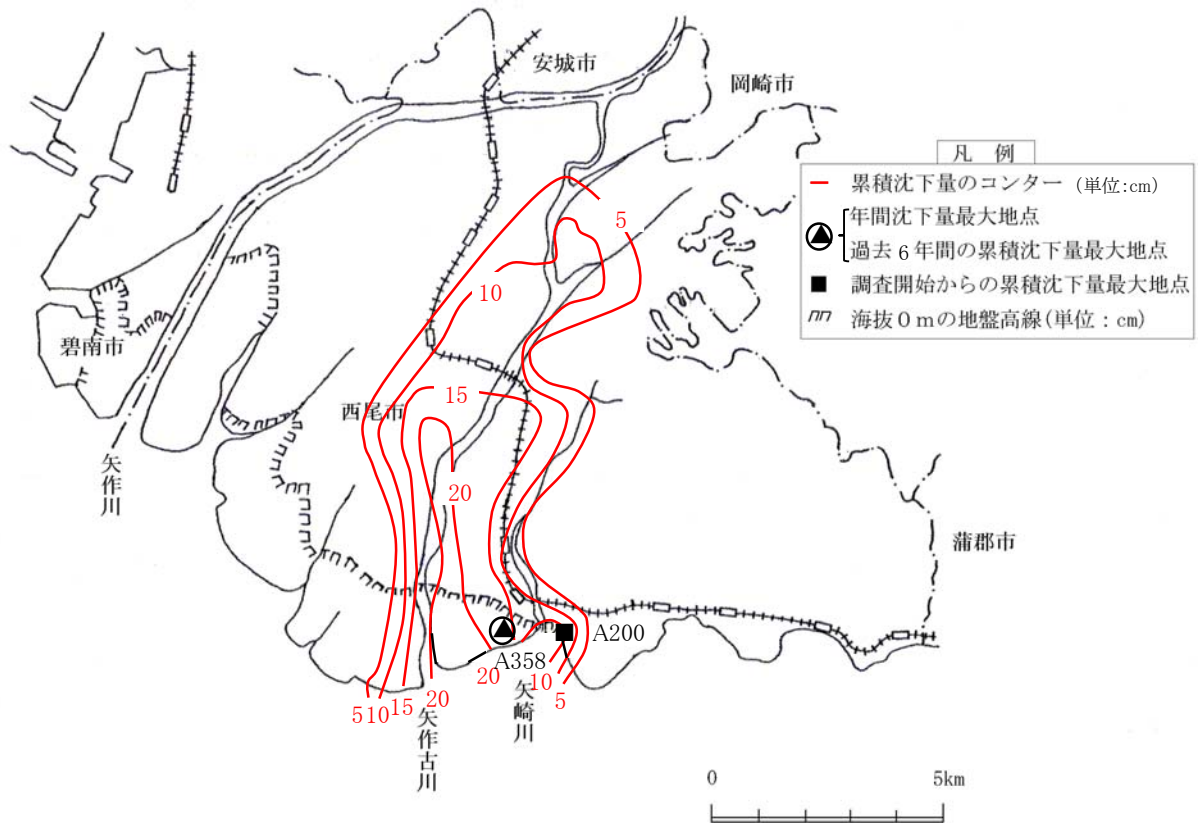 安城市
岡崎市
凡 例
累積沈下量のコンター (単位:cm)
年間沈下量最大地点
過去6年間の累積沈下量最大地点
調査開始からの累積沈下量最大地点
海抜0mの地盤高線(単位:cm)
5
10
碧南市
15
西尾市
矢作川
20
蒲郡市
A200
A358
20
10
5
5
10
15
20
矢崎川
矢作古川
0
5km